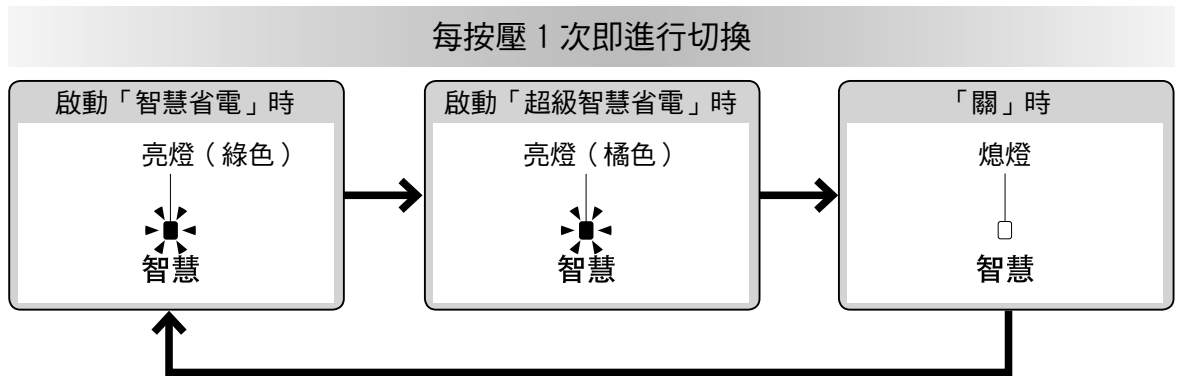 每按壓 1 次即進行切換
啟動「智慧省電」時
亮燈（綠色）
智慧
啟動「超級智慧省電」時
亮燈（橘色）
智慧
「關」時
熄燈
智慧